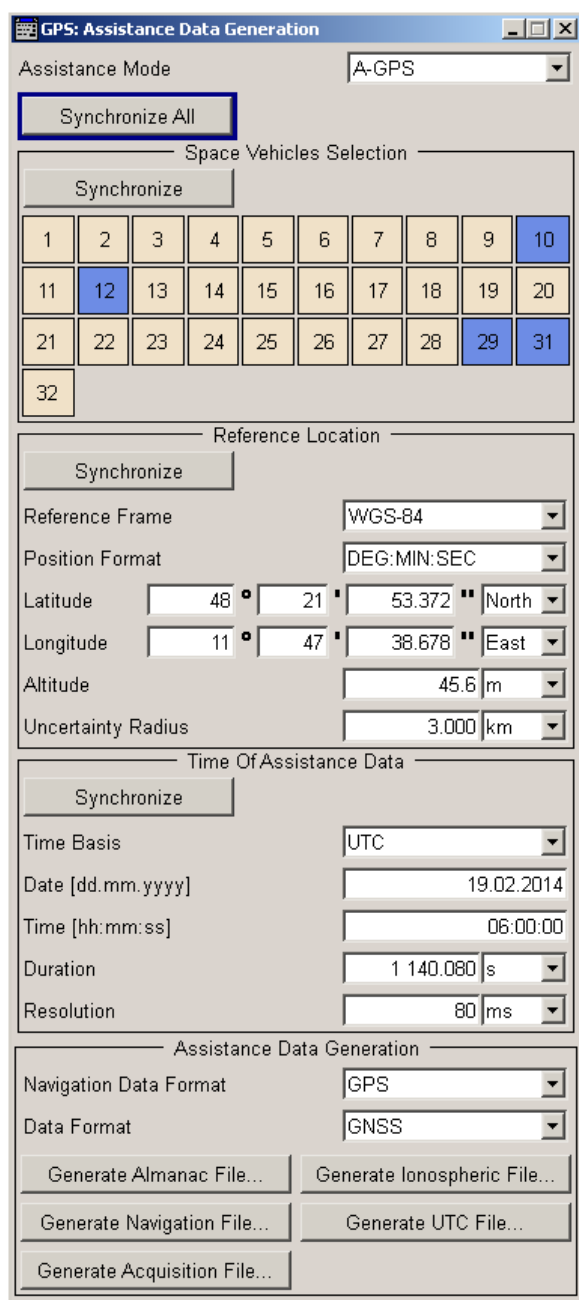 GPS: Assistance Data Generation
Assistance Mode A-GPS
Synchronize All
Space Vehicles Selection
Synchronize
1 2 3 4 5 6 7 8 9 10
11 12 13 14 15 16 17 18 19 20
21 22 23 24 25 26 27 28 29 31
32
Reference Location
Synchronize
Reference Frame WGS-84
Position Format DEG:MIN:SEC
Latitude 48 ° 21 ' 53.372 " North
Longitude 11 ° 47 ' 38.678 " East
Altitude 45.6 m
Uncertainty Radius 3.000 km
Time Of Assistance Data
Synchronize
Time Basis UTC
Date [dd.mm.yyyy] 19.02.2014
Time [hh:mm:ss] 06:00:00
Duration 1 140.080 s
Resolution 80 ms
Assistance Data Generation
Navigation Data Format GPS
Data Format GNSS
Generate Almanac File... Generate Ionospheric File...
Generate Navigation File... Generate UTC File...
Generate Acquisition File...